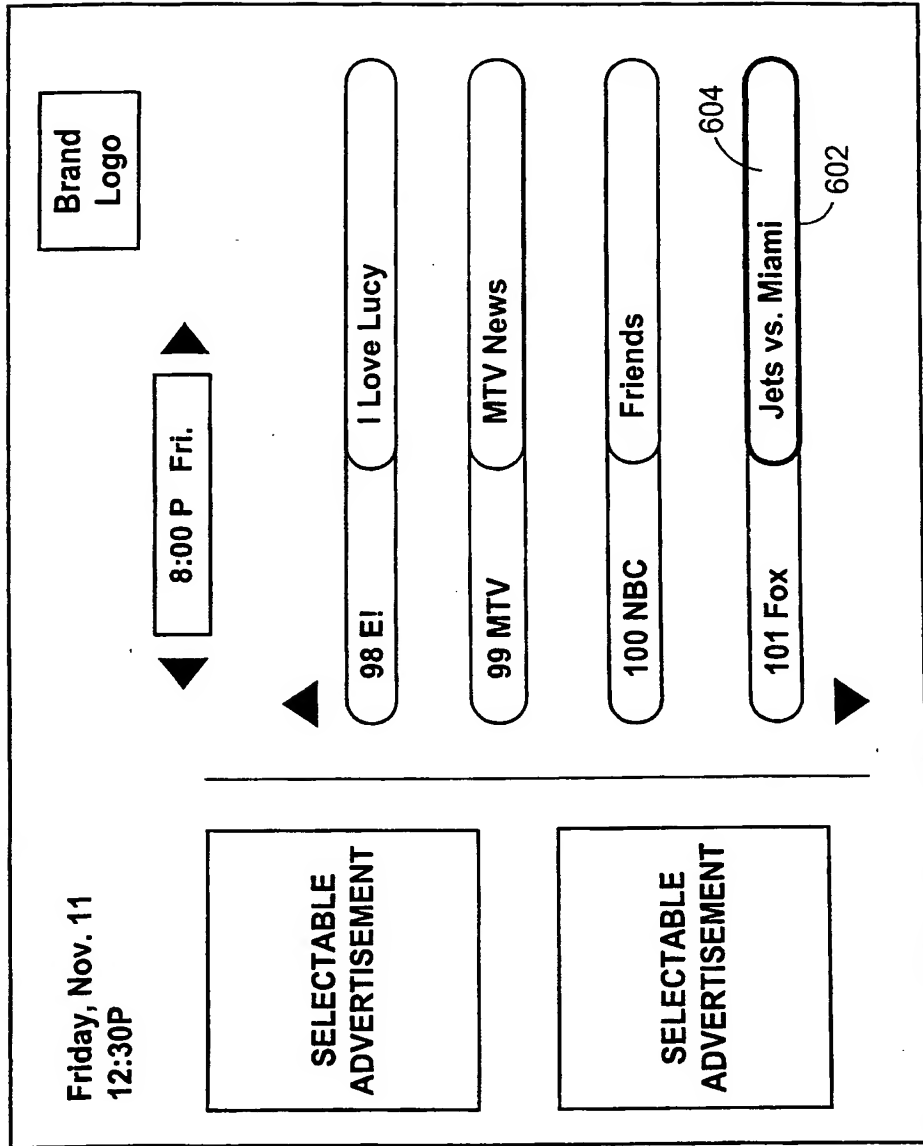 Friday, Nov. 11
12:30P
Brand
Logo
8:00 P Fri.
SELECTABLE
ADVERTISEMENT
SELECTABLE
ADVERTISEMENT
98 E!
I Love Lucy
99 MTV
MTV News
100 NBC
Friends
101 Fox
Jets vs. Miami
604
602